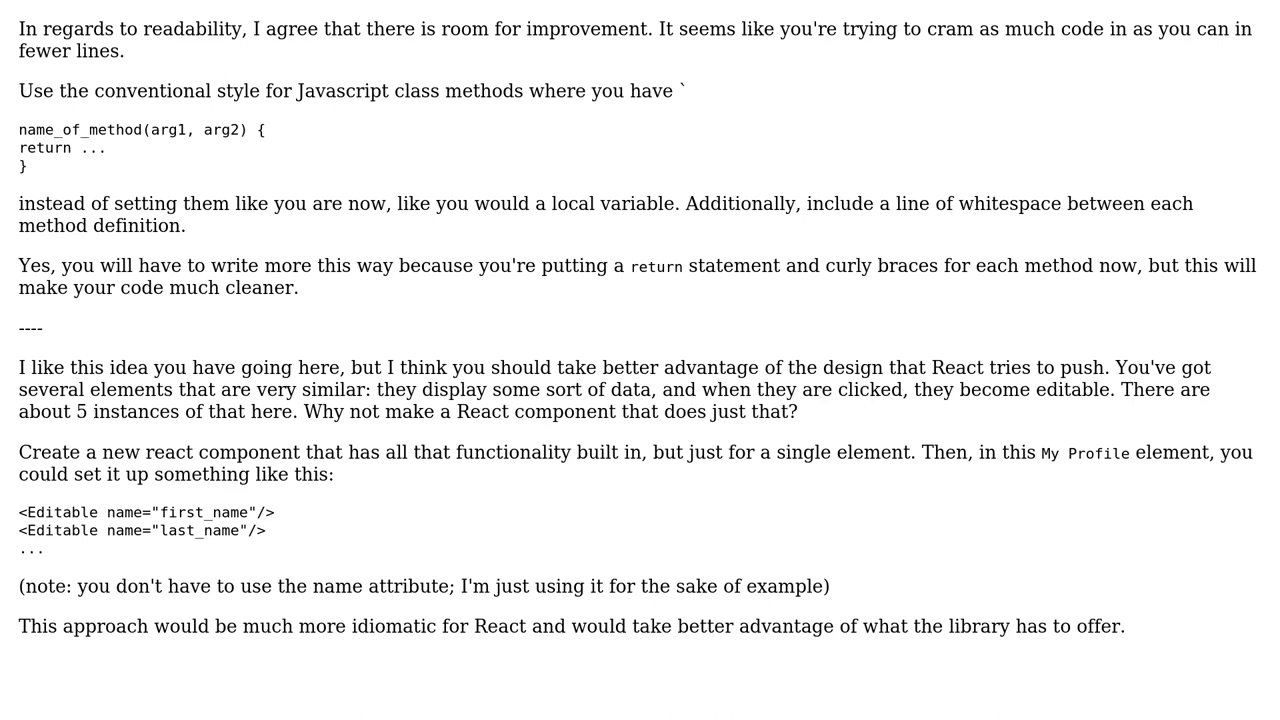 In regards to readability, I agree that there is room for improvement. It seems like you're trying to cram as much code in as you can in
fewer lines.
Use the conventional style for Javascript class methods where you have `
name_of_method(arg1, arg2) {
return ...
}
instead of setting them like you are now, like you would a local variable. Additionally, include a line of whitespace between each
method definition.
Yes, you will have to write more this way because you're putting a return statement and curly braces for each method now, but this will
make your code much cleaner.
----
I like this idea you have going here, but I think you should take better advantage of the design that React tries to push. You've got
several elements that are very similar: they display some sort of data, and when they are clicked, they become editable. There are
about 5 instances of that here. Why not make a React component that does just that?
Create a new react component that has all that functionality built in, but just for a single element. Then, in this My Profile element, you
could set it up something like this:
<Editable name="first_name"/>
<Editable name="last_name"/>
...
(note: you don't have to use the name attribute; I'm just using it for the sake of example)
This approach would be much more idiomatic for React and would take better advantage of what the library has to offer.